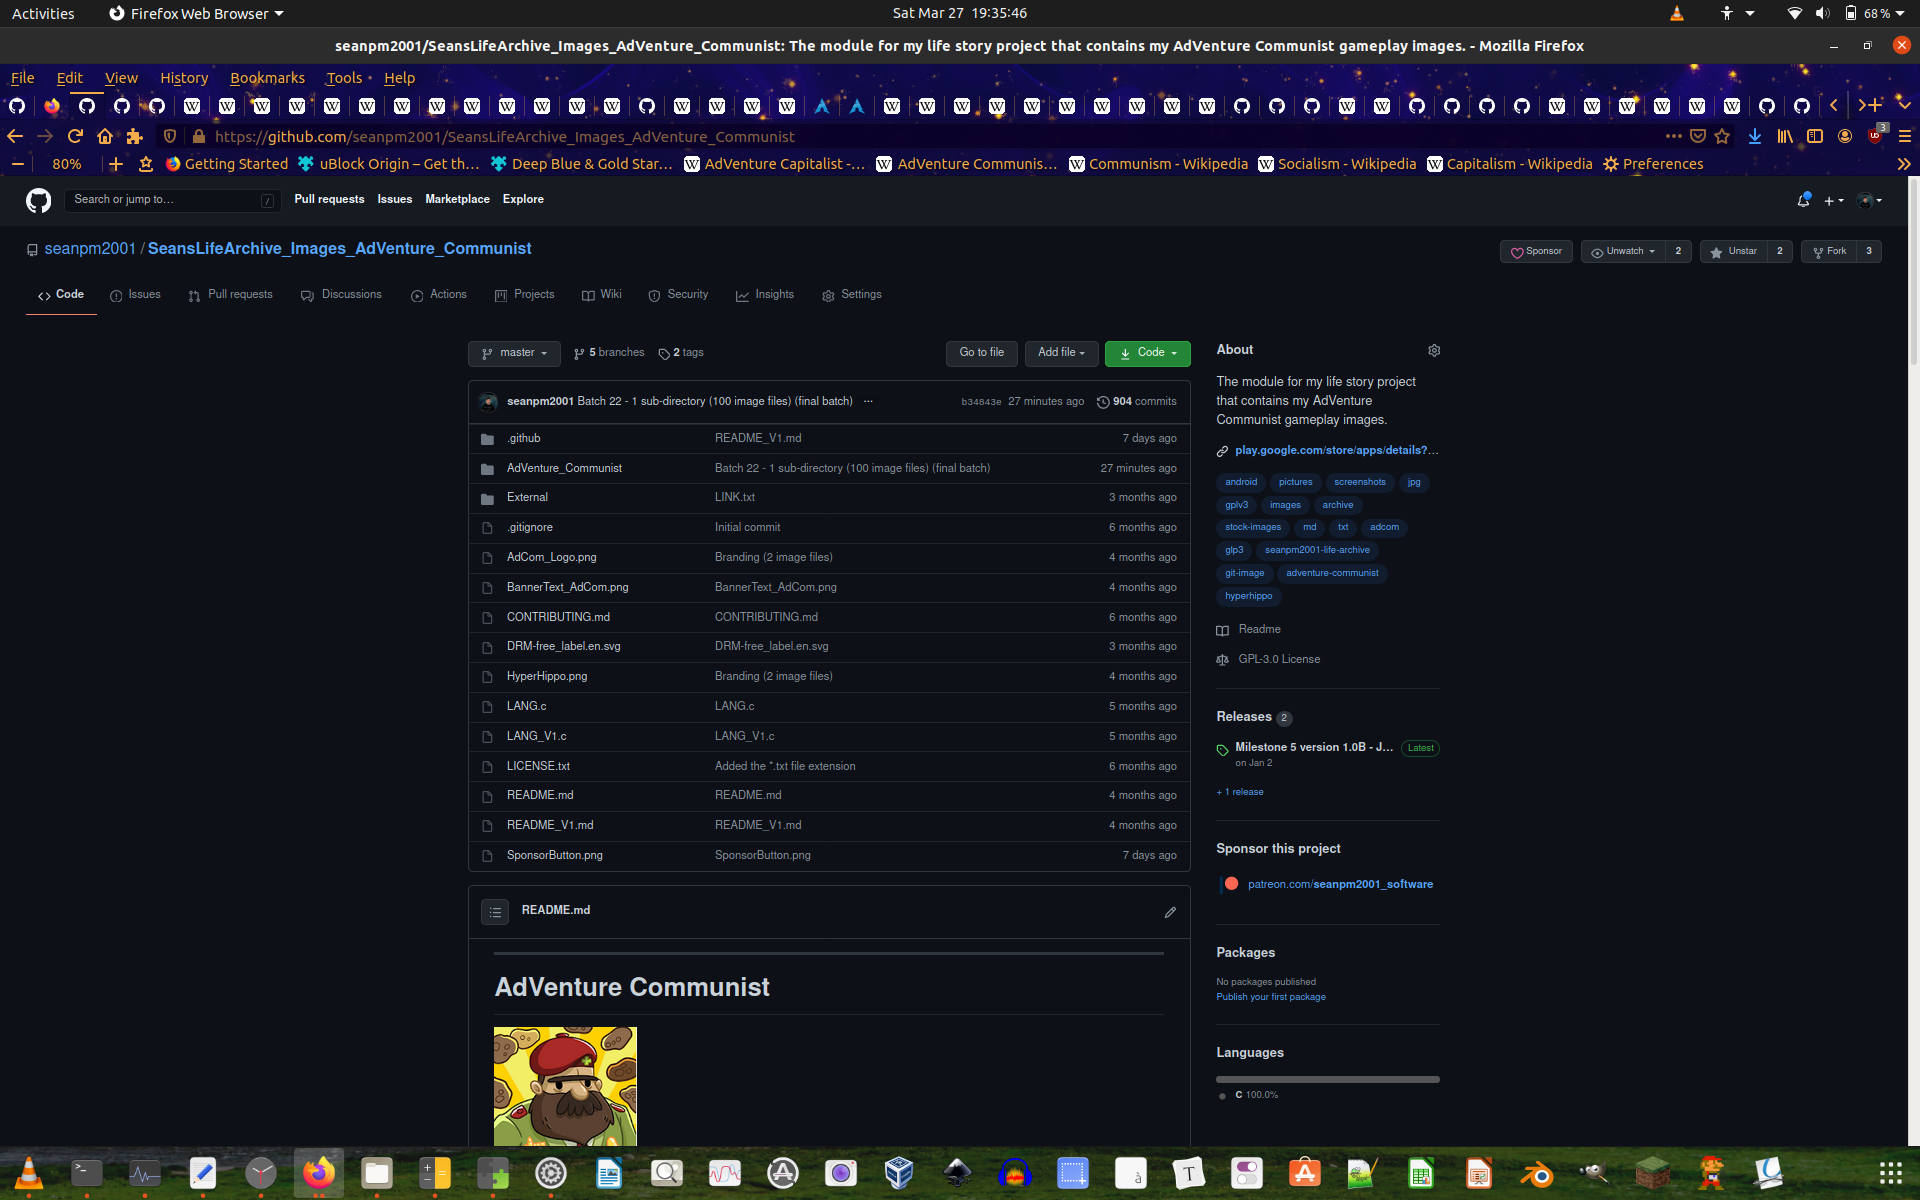 Activities Firefox Web Browser Sat Mar 27 19:35:46 68 %
seanpm2001/SeansLifeArchive_Images_AdVenture_Communist: The module for my life story project that contains my AdVenture Communist gameplay images. - Mozilla Firefox
File Edit View History Bookmarks Tools Help
https://github.com/seanpm2001/SeansLifeArchive_Images_AdVenture_Communist 3
80% Getting Started uBlock Origin – Get th… Deep Blue & Gold Star… AdVenture Capitalist -… AdVenture Communis… Communism - Wikipedia Socialism - Wikipedia Capitalism - Wikipedia Preferences
Search or jump to… / Pull requests Issues Marketplace Explore
seanpm2001 / SeansLifeArchive_Images_AdVenture_Communist Sponsor Unwatch 2 Unstar 2 Fork 3
Code Issues Pull requests Discussions Actions Projects Wiki Security Insights Settings
master 5 branches 2 tags Go to file Add file Code
seanpm2001 Batch 22 - 1 sub-directory (100 image files) (final batch) … b34843e 27 minutes ago 904 commits
.github README_V1.md 7 days ago
AdVenture_Communist Batch 22 - 1 sub-directory (100 image files) (final batch) 27 minutes ago
External LINK.txt 3 months ago
.gitignore Initial commit 6 months ago
AdCom_Logo.png Branding (2 image files) 4 months ago
BannerText_AdCom.png BannerText_AdCom.png 4 months ago
CONTRIBUTING.md CONTRIBUTING.md 6 months ago
DRM-free_label.en.svg DRM-free_label.en.svg 3 months ago
HyperHippo.png Branding (2 image files) 4 months ago
LANG.c LANG.c 5 months ago
LANG_V1.c LANG_V1.c 5 months ago
LICENSE.txt Added the *.txt file extension 6 months ago
README.md README.md 4 months ago
README_V1.md README_V1.md 4 months ago
SponsorButton.png SponsorButton.png 7 days ago
README.md
AdVenture Communist
About
The module for my life story project
that contains my AdVenture
Communist gameplay images.
play.google.com/store/apps/details?…
android pictures screenshots jpg
gplv3 images archive
stock-images md txt adcom
glp3 seanpm2001-life-archive
git-image adventure-communist
hyperhippo
Readme
GPL-3.0 License
Releases 2
Milestone 5 version 1.0B - J… Latest
on Jan 2
+ 1 release
Sponsor this project
patreon.com/seanpm2001_software
Packages
No packages published
Publish your first package
Languages
C 100.0%